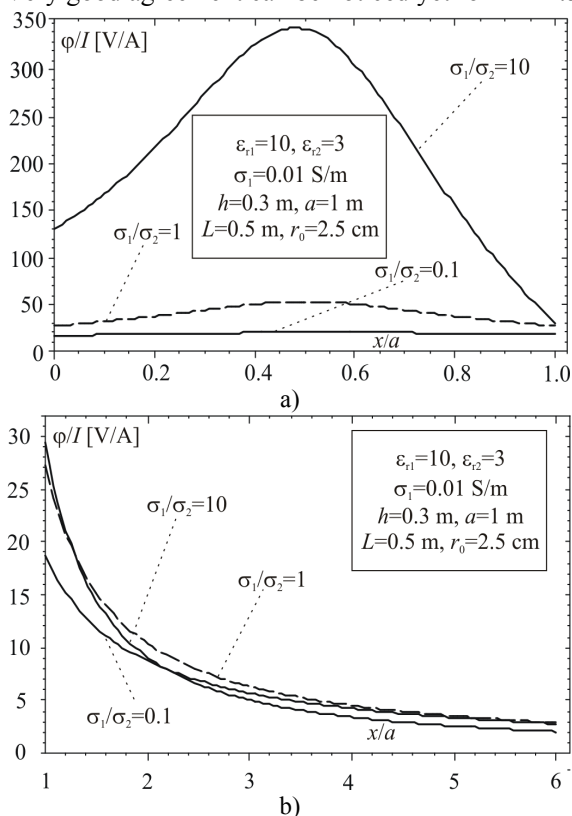 350
φ/I [V/A]
300
σ₁/σ₂=10
250
εᵣ₁=10, εᵣ₂=3
200
σ₁=0.01 S/m
150
h=0.3 m, a=1 m
σ₁/σ₂=1
L=0.5 m, r₀=2.5 cm
100
σ₁/σ₂=0.1
50
x/a
0
0 0.2 0.4 0.6 0.8 1.0
a)
φ/I [V/A]
30
εᵣ₁=10, εᵣ₂=3
25
σ₁=0.01 S/m
σ₁/σ₂=10
h=0.3 m, a=1 m
20
L=0.5 m, r₀=2.5 cm
σ₁/σ₂=1
15
10
5
σ₁/σ₂=0.1
x/a
0
1 2 3 4 5 6
b)